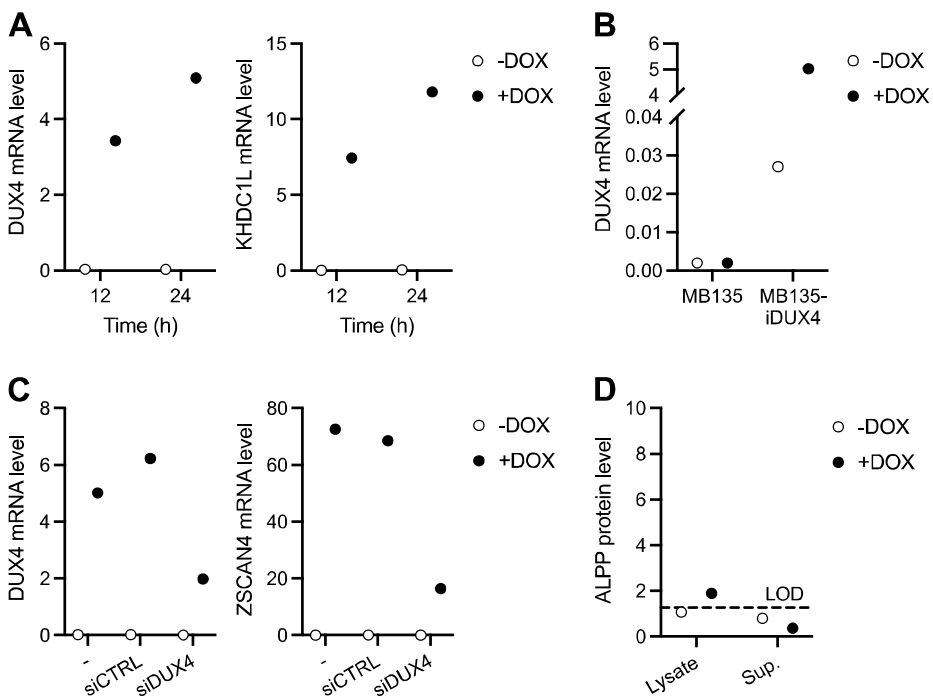 A
DUX4 mRNA level
6
4
2
0
12
24
Time (h)
KHDC1L mRNA level
15
10
5
0
12
24
Time (h)
-DOX
+DOX
B
DUX4 mRNA level
6
5
4
0.04
0.03
0.02
0.01
0.00
MB135
MB135-
iDUX4
-DOX
+DOX
C
DUX4 mRNA level
8
6
4
2
0
-
siCTRL
siDUX4
ZSCAN4 mRNA level
80
60
40
20
0
-
siCTRL
siDUX4
-DOX
+DOX
D
ALPP protein level
10
8
6
4
2
0
LOD
Lysate
Sup.
-DOX
+DOX